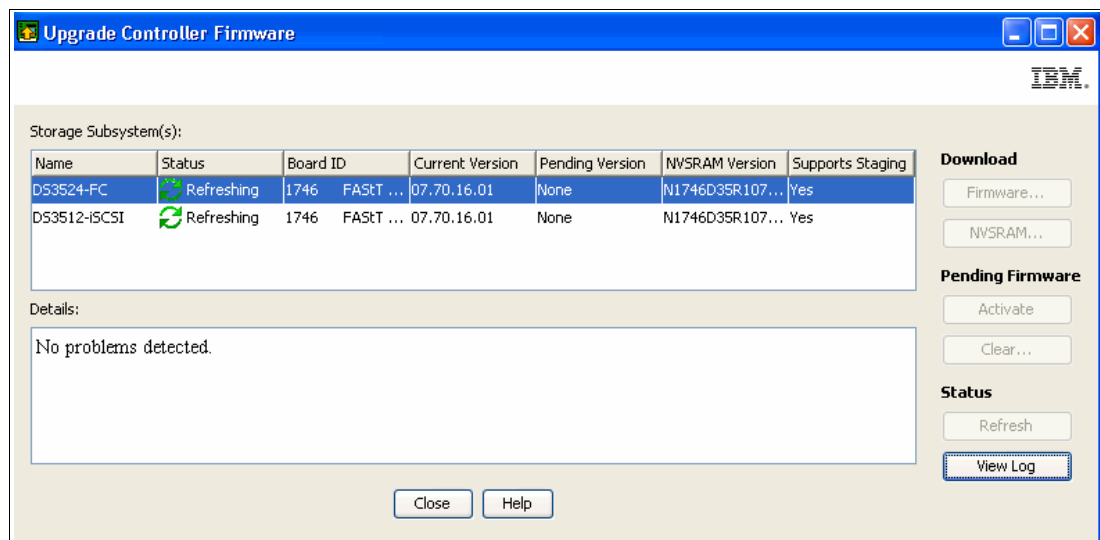 Upgrade Controller Firmware
IBM.
Storage Subsystem(s):
Name Status Board ID Current Version Pending Version NVSRAM Version Supports Staging
DS3524-FC Refreshing 1746 FAStT ... 07.70.16.01 None N1746D35R107... Yes
DS3512-iSCSI Refreshing 1746 FAStT ... 07.70.16.01 None N1746D35R107... Yes
Details:
No problems detected.
Download
Firmware...
NVSRAM...
Pending Firmware
Activate
Clear...
Status
Refresh
View Log
Close Help